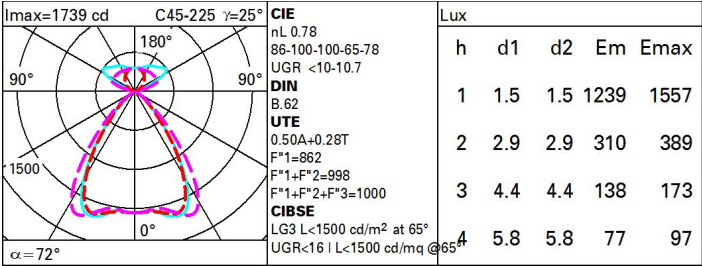 Imax=1739 cd C45-225 γ=25°
180°
90° 90°
1500
0°
α=72°
CIE
nL 0.78
86-100-100-65-78
UGR <10-10.7
DIN
B.62
UTE
0.50A+0.28T
F"1=862
F"1+F"2=998
F"1+F"2+F"3=1000
CIBSE
LG3 L<1500 cd/m² at 65°
UGR<16 | L<1500 cd/mq @65°
Lux
h d1 d2 Em Emax
1 1.5 1.5 1239 1557
2 2.9 2.9 310 389
3 4.4 4.4 138 173
4 5.8 5.8 77 97